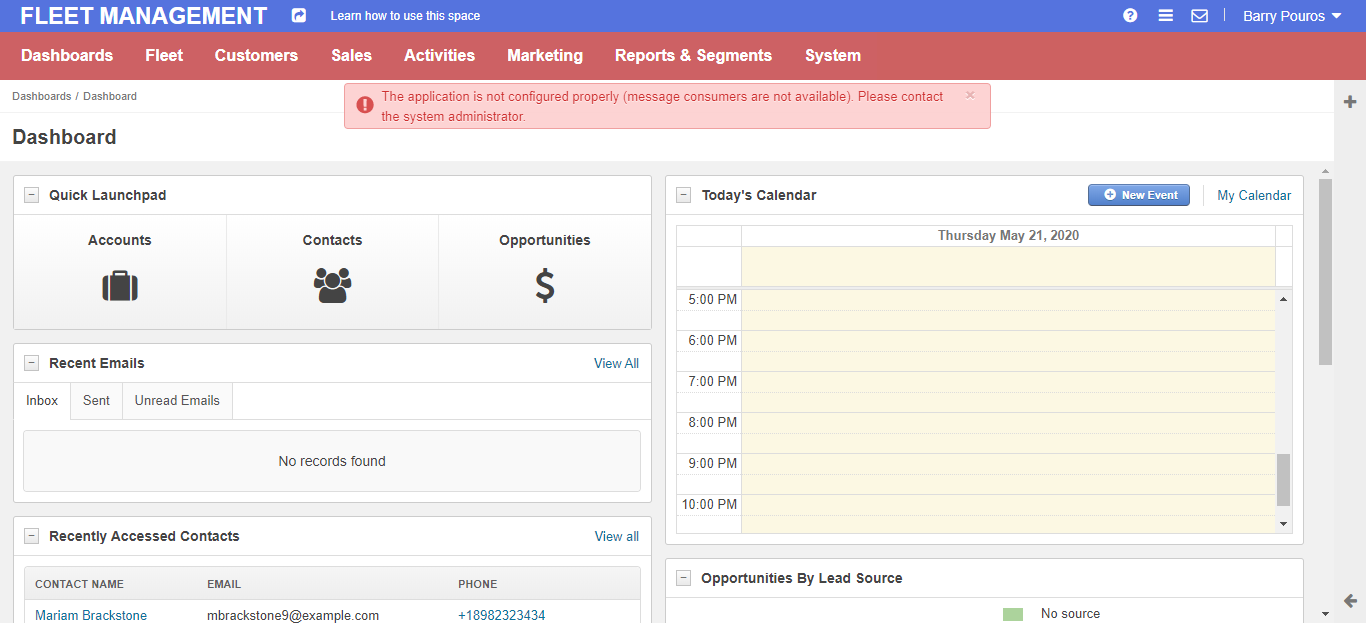 FLEET MANAGEMENT Learn how to use this space Barry Pouros
Dashboards Fleet Customers Sales Activities Marketing Reports & Segments System
Dashboards / Dashboard
The application is not configured properly (message consumers are not available). Please contact
the system administrator.
Dashboard
Quick Launchpad
Accounts Contacts Opportunities
Recent Emails View All
Inbox Sent Unread Emails
No records found
Recently Accessed Contacts View all
CONTACT NAME EMAIL PHONE
Mariam Brackstone mbrackstone9@example.com +18982323434
Today's Calendar New Event My Calendar
Thursday May 21, 2020
5:00 PM
6:00 PM
7:00 PM
8:00 PM
9:00 PM
10:00 PM
Opportunities By Lead Source
No source